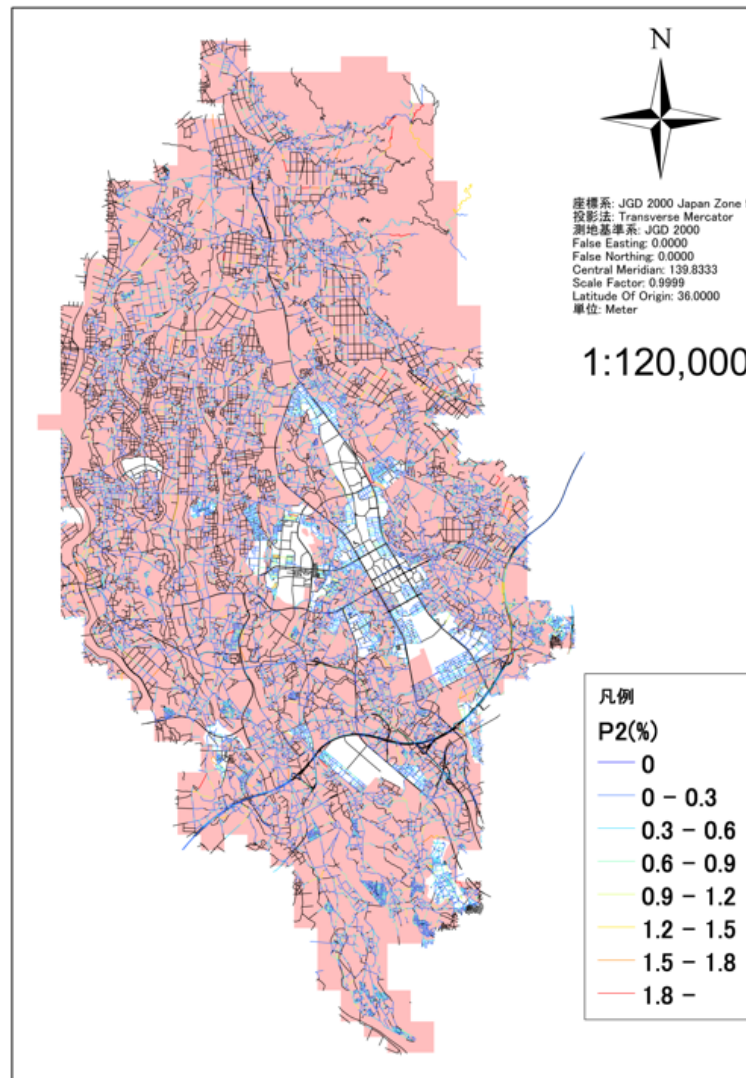 N
座標系: JGD 2000 Japan Zone
投影法: Transverse Mercator
測地基準系: JGD 2000
False Easting: 0.0000
False Northing: 0.0000
Central Meridian: 139.8333
Scale Factor: 0.9999
Latitude Of Origin: 36.0000
単位: Meter
1:120,000
凡例
P2(%)
0
0 - 0.3
0.3 - 0.6
0.6 - 0.9
0.9 - 1.2
1.2 - 1.5
1.5 - 1.8
1.8 -